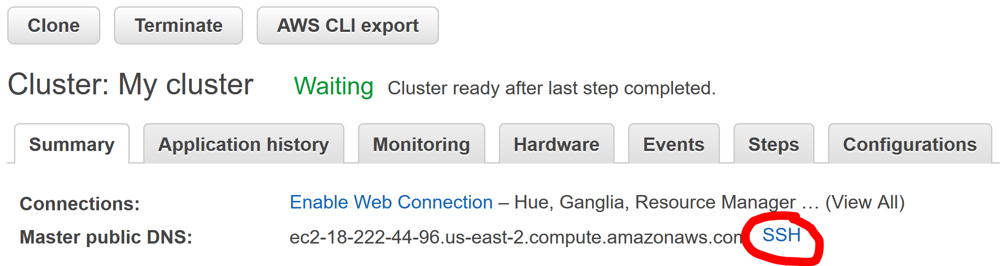 Clone Terminate AWS CLI export
Cluster: My cluster Waiting Cluster ready after last step completed.
Summary Application history Monitoring Hardware Events Steps Configurations
Connections: Enable Web Connection – Hue, Ganglia, Resource Manager … (View All)
Master public DNS: ec2-18-222-44-96.us-east-2.compute.amazonaws.com SSH